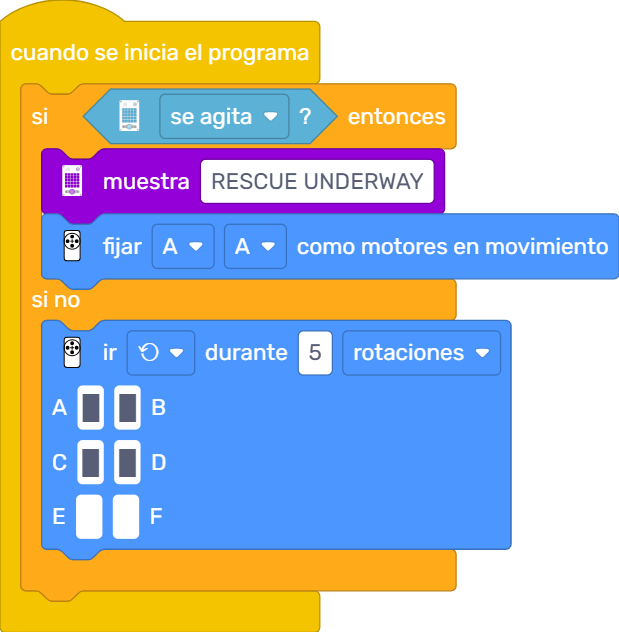 cuando se inicia el programa
si se agita ? entonces
muestra RESCUE UNDERWAY
fijar A A como motores en movimiento
si no
ir durante 5 rotaciones
A B
C D
E F